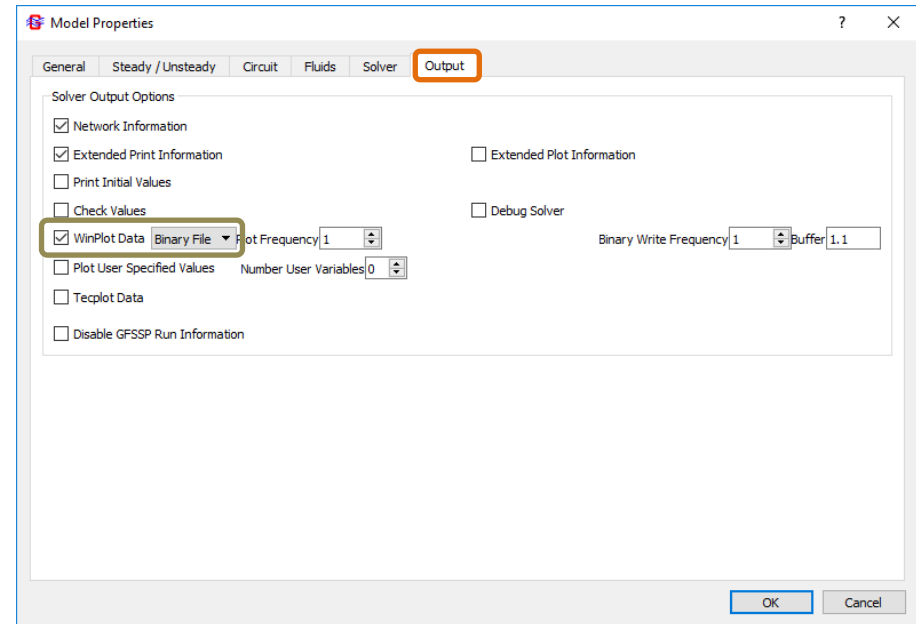 Model Properties ?
General Steady / Unsteady Circuit Fluids Solver Output
Solver Output Options
Network Information
Extended Print Information Extended Plot Information
Print Initial Values
Check Values Debug Solver
WinPlot Data Binary File Plot Frequency 1 Binary Write Frequency 1 Buffer 1.1
Plot User Specified Values Number User Variables 0
Tecplot Data
Disable GFSSP Run Information
OK Cancel